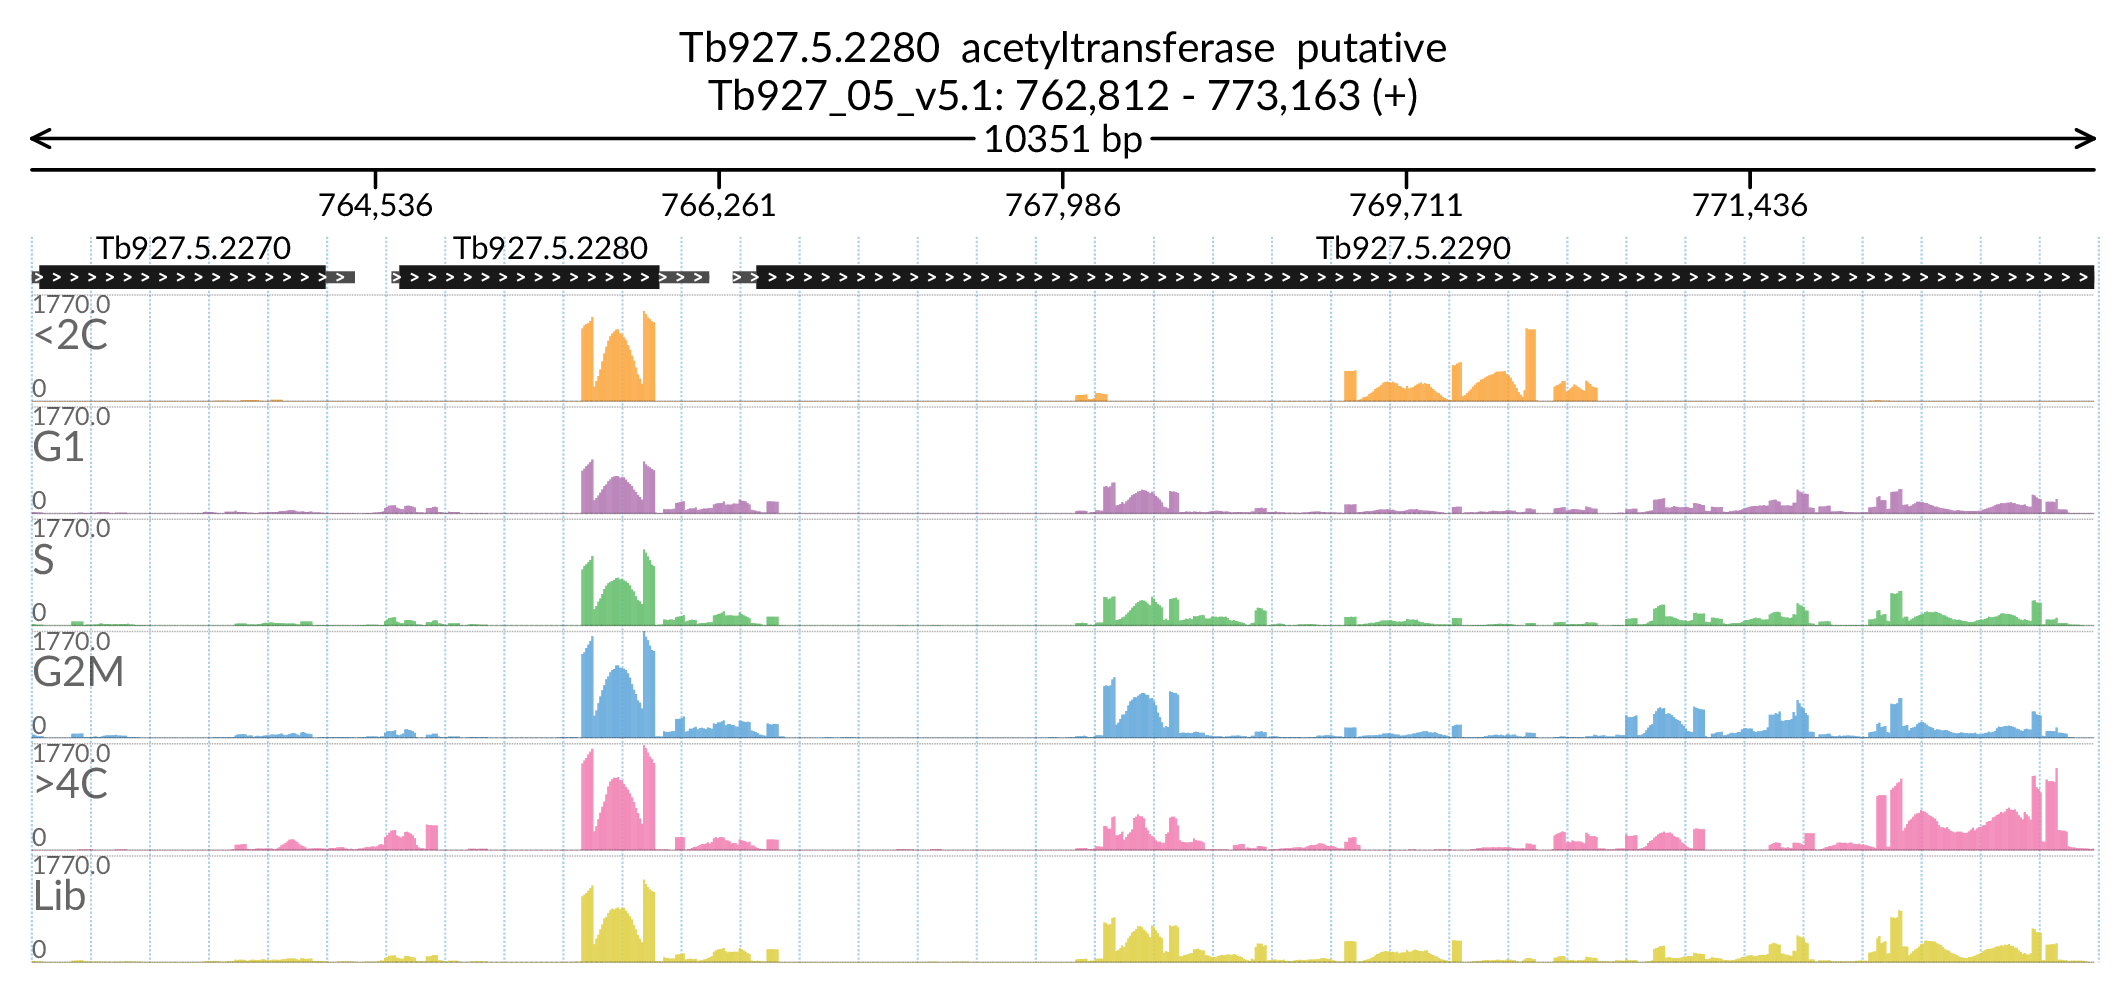 Tb927.5.2280 acetyltransferase putative
Tb927_05_v5.1: 762,812 - 773,163 (+)
10351 bp
764,536 766,261 767,986 769,711 771,436
Tb927.5.2270 Tb927.5.2280 Tb927.5.2290
1770.0
<2C
0
1770.0
G1
0
1770.0
S
0
1770.0
G2M
0
1770.0
>4C
0
1770.0
Lib
0